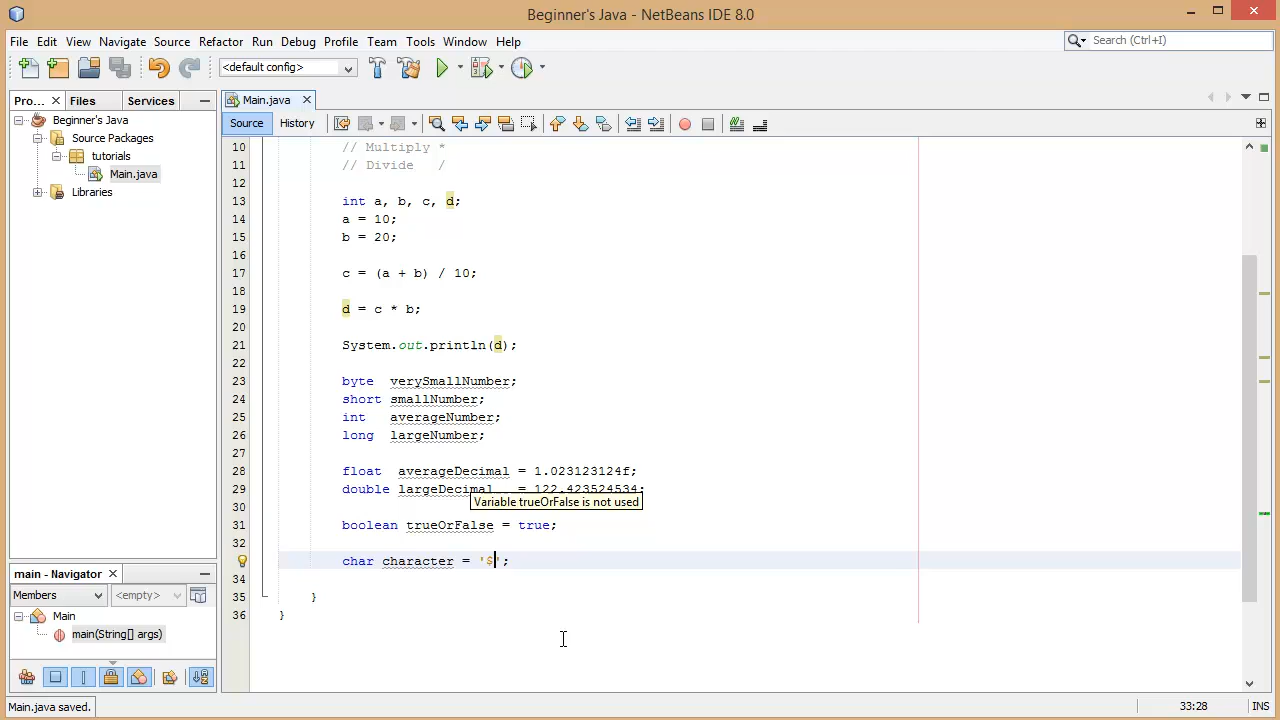 Beginner's Java - NetBeans IDE 8.0
File Edit View Navigate Source Refactor Run Debug Profile Team Tools Window Help
Search (Ctrl+I)
<default config>
Pro... Files Services
Main.java
Beginner's Java
Source Packages
tutorials
Main.java
Libraries
Source History
10 // Multiply *
11 // Divide /
12
13 int a, b, c, d;
14 a = 10;
15 b = 20;
16
17 c = (a + b) / 10;
18
19 d = c * b;
20
21 System.out.println(d);
22
23 byte verySmallNumber;
24 short smallNumber;
25 int averageNumber;
26 long largeNumber;
27
28 float averageDecimal = 1.023123124f;
29 double largeDecimal = 122.423524534;
Variable trueOrFalse is not used
30
31 boolean trueOrFalse = true;
32
33 char character = '$';
34
35 }
36 }
main - Navigator
Members <empty>
Main
main(String[] args)
Main.java saved.
33:28 INS